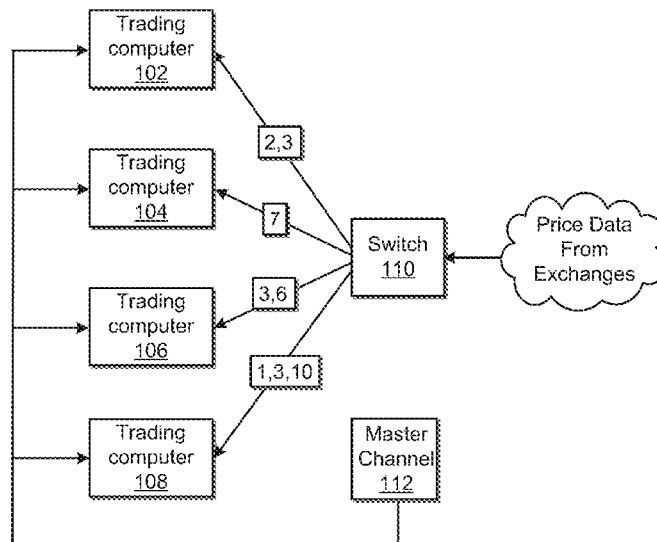 Trading
computer
102
2,3
Trading
computer
104
7
Switch
110
Price Data
From
Exchanges
3,6
Trading
computer
106
1,3,10
Trading
computer
108
Master
Channel
112